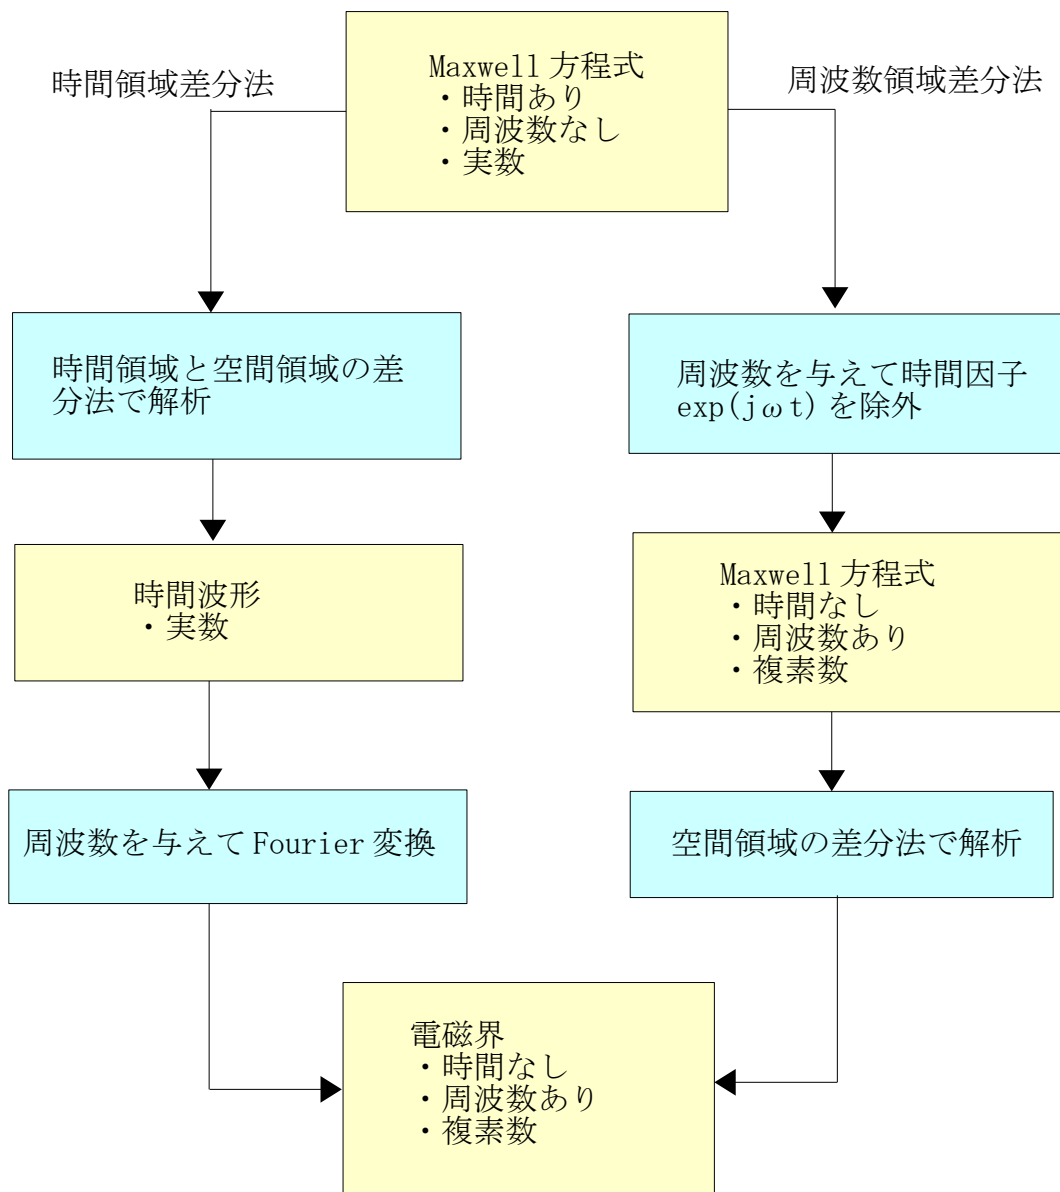 時間領域差分法
Maxwell 方程式
・時間あり
・周波数なし
・実数
周波数領域差分法
時間領域と空間領域の差
分法で解析
周波数を与えて時間因子
exp(jωt)を除外
時間波形
・実数
Maxwell 方程式
・時間なし
・周波数あり
・複素数
周波数を与えて Fourier 変換
空間領域の差分法で解析
電磁界
・時間なし
・周波数あり
・複素数